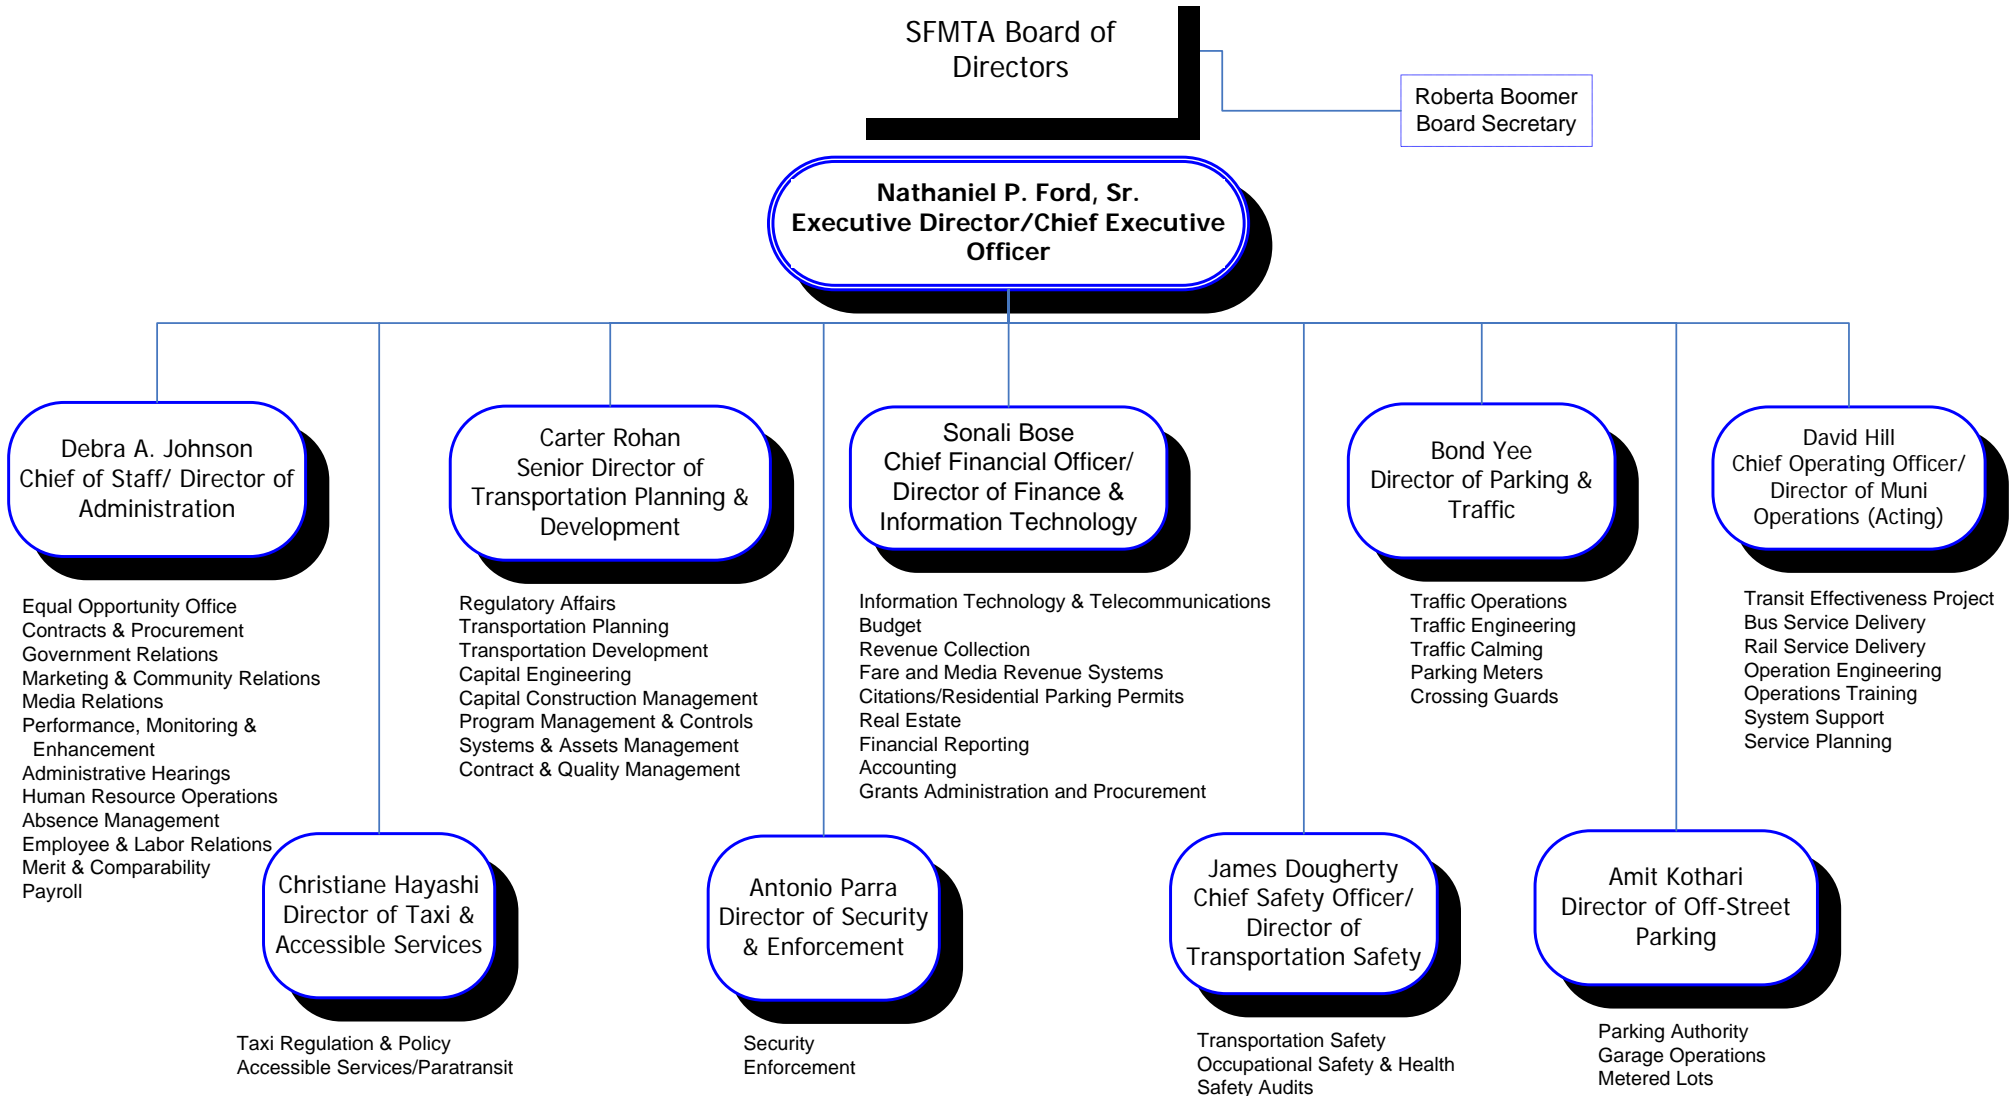 SFMTA Board of
Directors
Roberta Boomer
Board Secretary
Nathaniel P. Ford, Sr.
Executive Director/Chief Executive
Officer
Debra A. Johnson
Chief of Staff/ Director of
Administration
Carter Rohan
Senior Director of
Transportation Planning &
Development
Sonali Bose
Chief Financial Officer/
Director of Finance &
Information Technology
Bond Yee
Director of Parking &
Traffic
David Hill
Chief Operating Officer/
Director of Muni
Operations (Acting)
Equal Opportunity Office
Contracts & Procurement
Government Relations
Marketing & Community Relations
Media Relations
Performance, Monitoring &
Enhancement
Administrative Hearings
Human Resource Operations
Absence Management
Employee & Labor Relations
Merit & Comparability
Payroll
Regulatory Affairs
Transportation Planning
Transportation Development
Capital Engineering
Capital Construction Management
Program Management & Controls
Systems & Assets Management
Contract & Quality Management
Information Technology & Telecommunications
Budget
Revenue Collection
Fare and Media Revenue Systems
Citations/Residential Parking Permits
Real Estate
Financial Reporting
Accounting
Grants Administration and Procurement
Traffic Operations
Traffic Engineering
Traffic Calming
Parking Meters
Crossing Guards
Transit Effectiveness Project
Bus Service Delivery
Rail Service Delivery
Operation Engineering
Operations Training
System Support
Service Planning
Christiane Hayashi
Director of Taxi &
Accessible Services
Antonio Parra
Director of Security
& Enforcement
James Dougherty
Chief Safety Officer/
Director of
Transportation Safety
Amit Kothari
Director of Off-Street
Parking
Taxi Regulation & Policy
Accessible Services/Paratransit
Security
Enforcement
Transportation Safety
Occupational Safety & Health
Safety Audits
Parking Authority
Garage Operations
Metered Lots